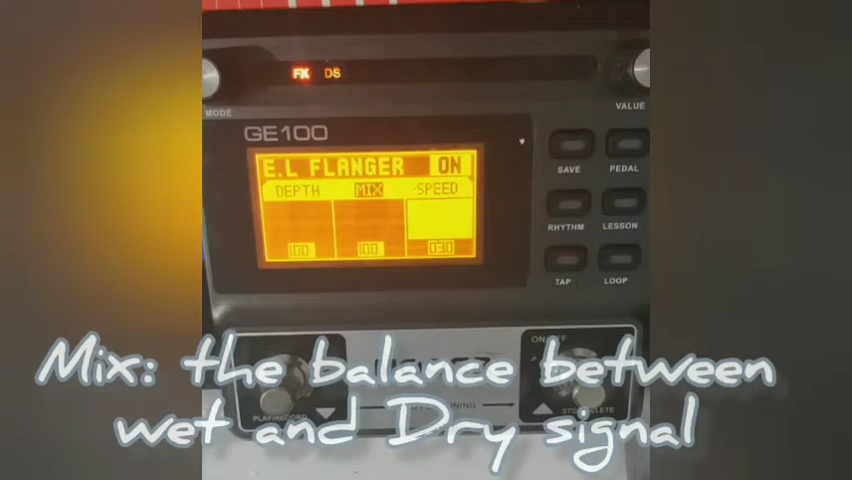 FX DS
MODE
VALUE
GE100
E.L FLANGER ON
DEPTH MIX SPEED
100 100 030
SAVE PEDAL
RHYTHM LESSON
TAP LOOP
ON/OFF
Mix: the balance between
wet and Dry signal
PLAY/RECORD
STOP/DELETE